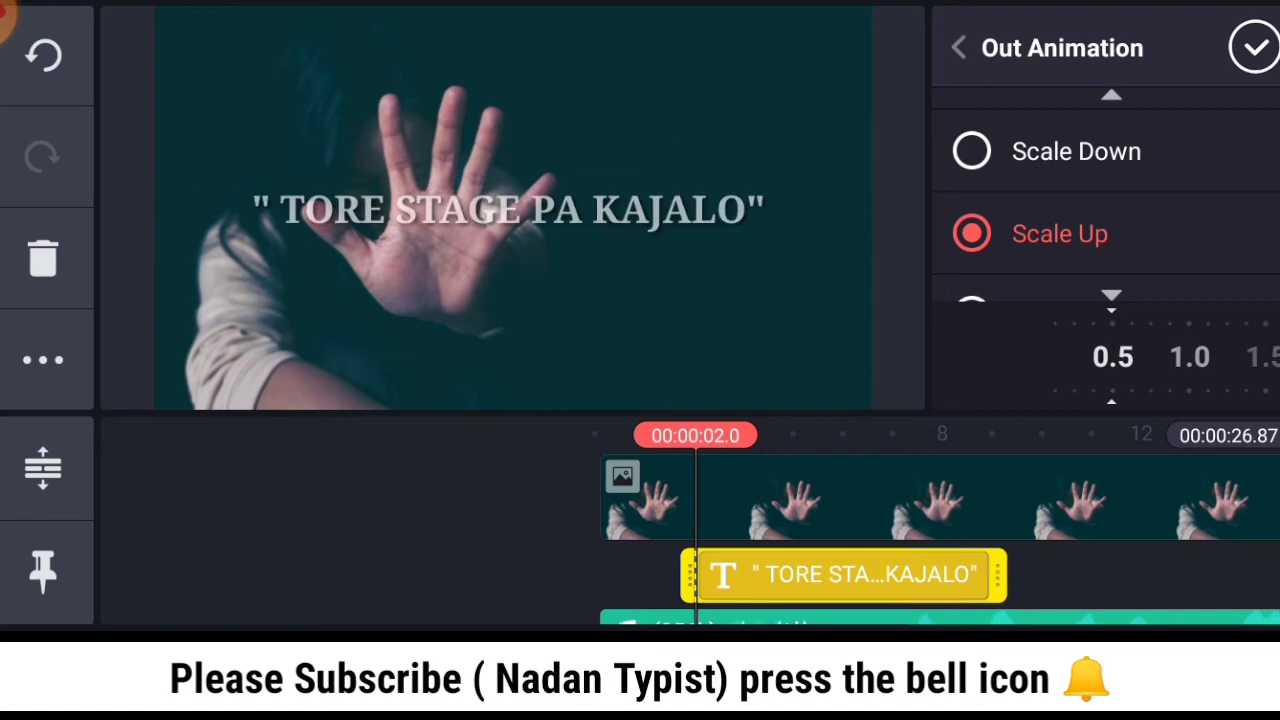 Out Animation
" TORE STAGE PA KAJALO"
Scale Down
Scale Up
0.5 1.0
00:00:02.0 8 12 00:00:26.87
T " TORE STA...KAJALO"
Please Subscribe ( Nadan Typist) press the bell icon 🔔